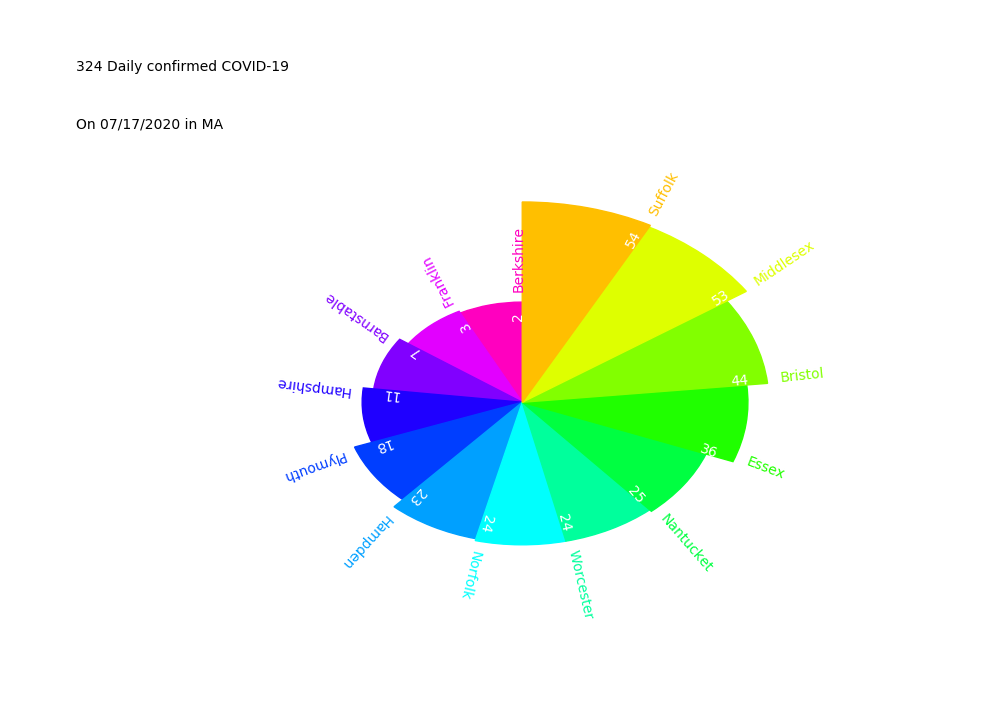 324 Daily confirmed COVID-19
On 07/17/2020 in MA
Suffolk
54
Middlesex
53
Bristol
44
Essex
36
Nantucket
25
Worcester
24
Norfolk
24
Hampden
23
Plymouth
18
Hampshire
11
Barnstable
7
Franklin
3
Berkshire
2